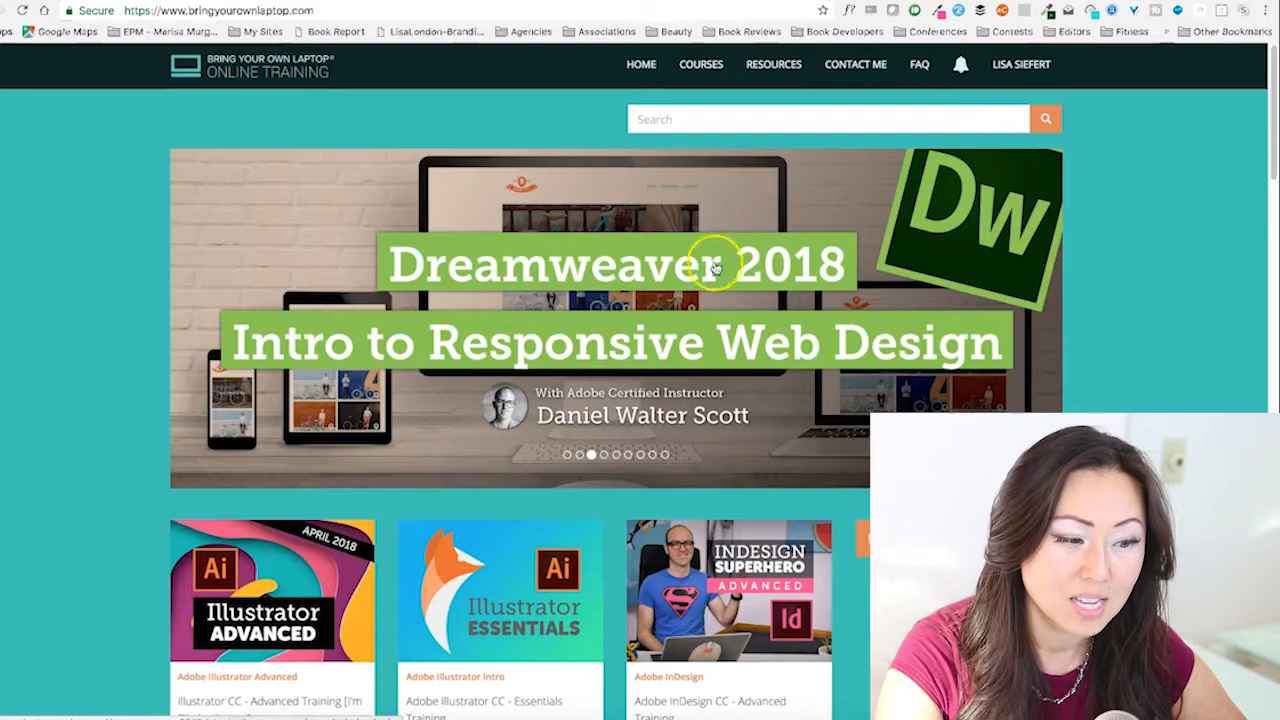 Secure https://www.bringyourownlaptop.com
Google Maps EPM - Marisa Murg... My Sites Book Report LisaLondon-Brandi... Agencies Associations Beauty Book Reviews Book Developers Conferences Contests Editors Fitness » Other Bookmarks
BRING YOUR OWN LAPTOP®
ONLINE TRAINING
HOME COURSES RESOURCES CONTACT ME FAQ LISA SIEFERT
Search
Dw
Dreamweaver 2018
Intro to Responsive Web Design
With Adobe Certified Instructor
Daniel Walter Scott
APRIL 2018
Ai
Illustrator
ADVANCED
Ai
Illustrator
ESSENTIALS
INDESIGN
SUPERHERO
ADVANCED
Id
Adobe Illustrator Advanced
Illustrator CC - Advanced Training [I'm
Adobe Illustrator Intro
Adobe Illustrator CC - Essentials
Training
Adobe InDesign
Adobe InDesign CC - Advanced
Training